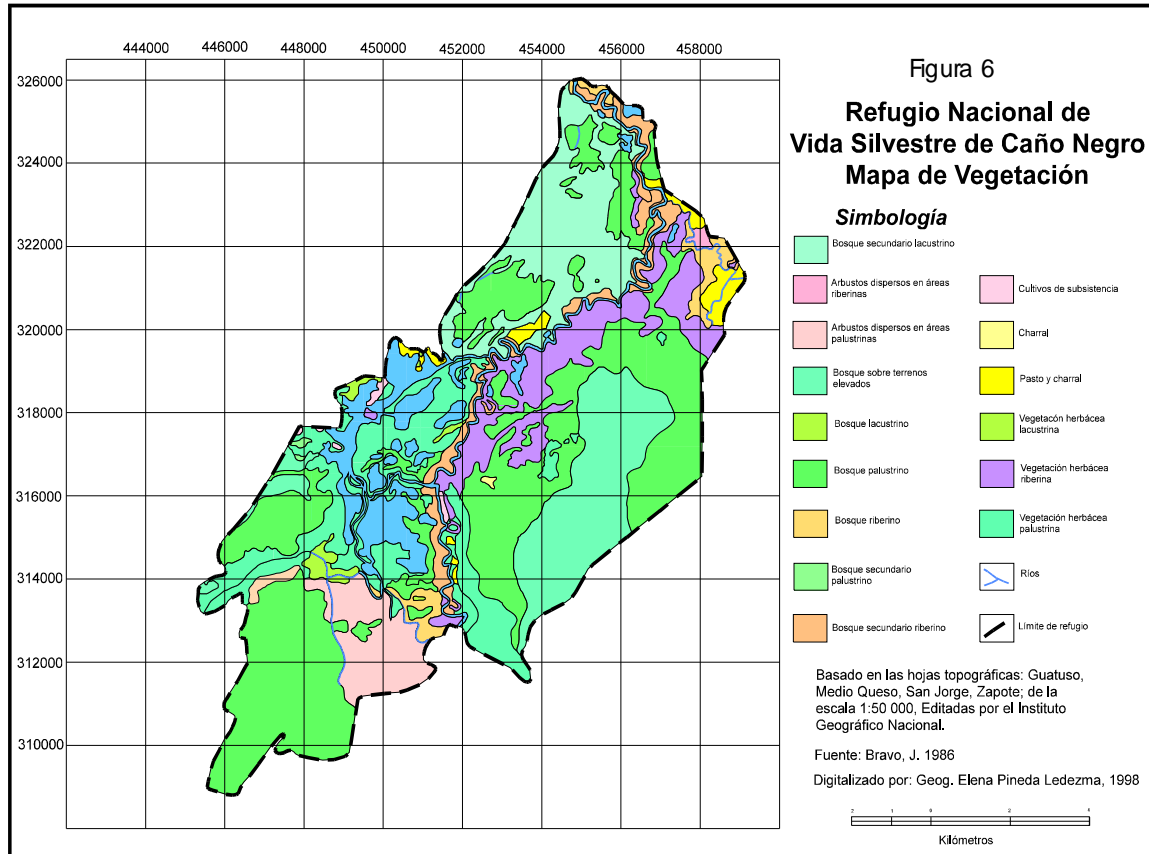 444000 446000 448000 450000 452000 454000 456000 458000
326000
324000
322000
320000
318000
316000
314000
312000
310000
Figura 6
Refugio Nacional de
Vida Silvestre de Caño Negro
Mapa de Vegetación
Simbología
Bosque secundario lacustrino
Arbustos dispersos en áreas
riberinas
Arbustos dispersos en áreas
palustrinas
Bosque sobre terrenos
elevados
Bosque lacustrino
Bosque palustrino
Bosque riberino
Bosque secundario
palustrino
Bosque secundario riberino
Cultivos de subsistencia
Charral
Pasto y charral
Vegetacón herbácea
lacustrina
Vegetación herbácea
riberina
Vegetación herbácea
palustrina
Ríos
Límite de refugio
Basado en las hojas topográficas: Guatuso,
Medio Queso, San Jorge, Zapote; de la
escala 1:50 000, Editadas por el Instituto
Geográfico Nacional.
Fuente: Bravo, J. 1986
Digitalizado por: Geog. Elena Pineda Ledezma, 1998
2 1 0 2
Kilómetros